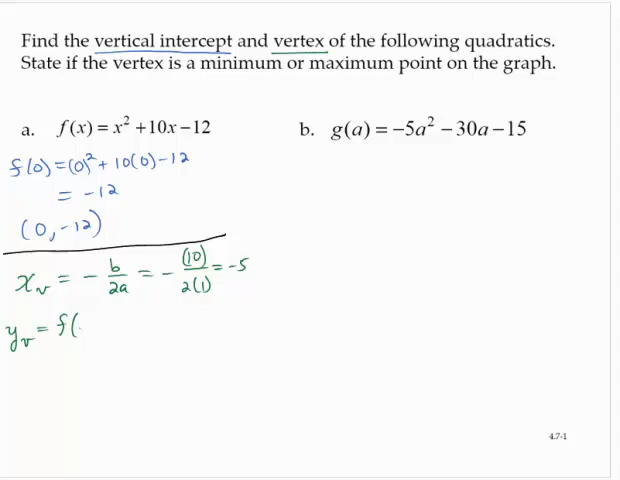 Find the vertical intercept and vertex of the following quadratics.
State if the vertex is a minimum or maximum point on the graph.
a. f(x) = x² +10x −12
b. g(a) = −5a² − 30a −15
f(0) = (0)² + 10(0) −12
= −12
(0, −12)
xᵥ = − b/2a = − (10)/2(1) = −5
yᵥ = f(
4.7-1